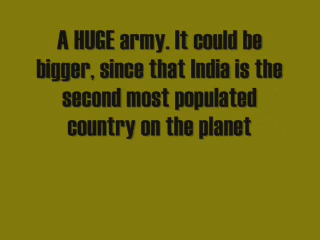 A HUGE army. It could be
bigger, since that India is the
second most populated
country on the planet